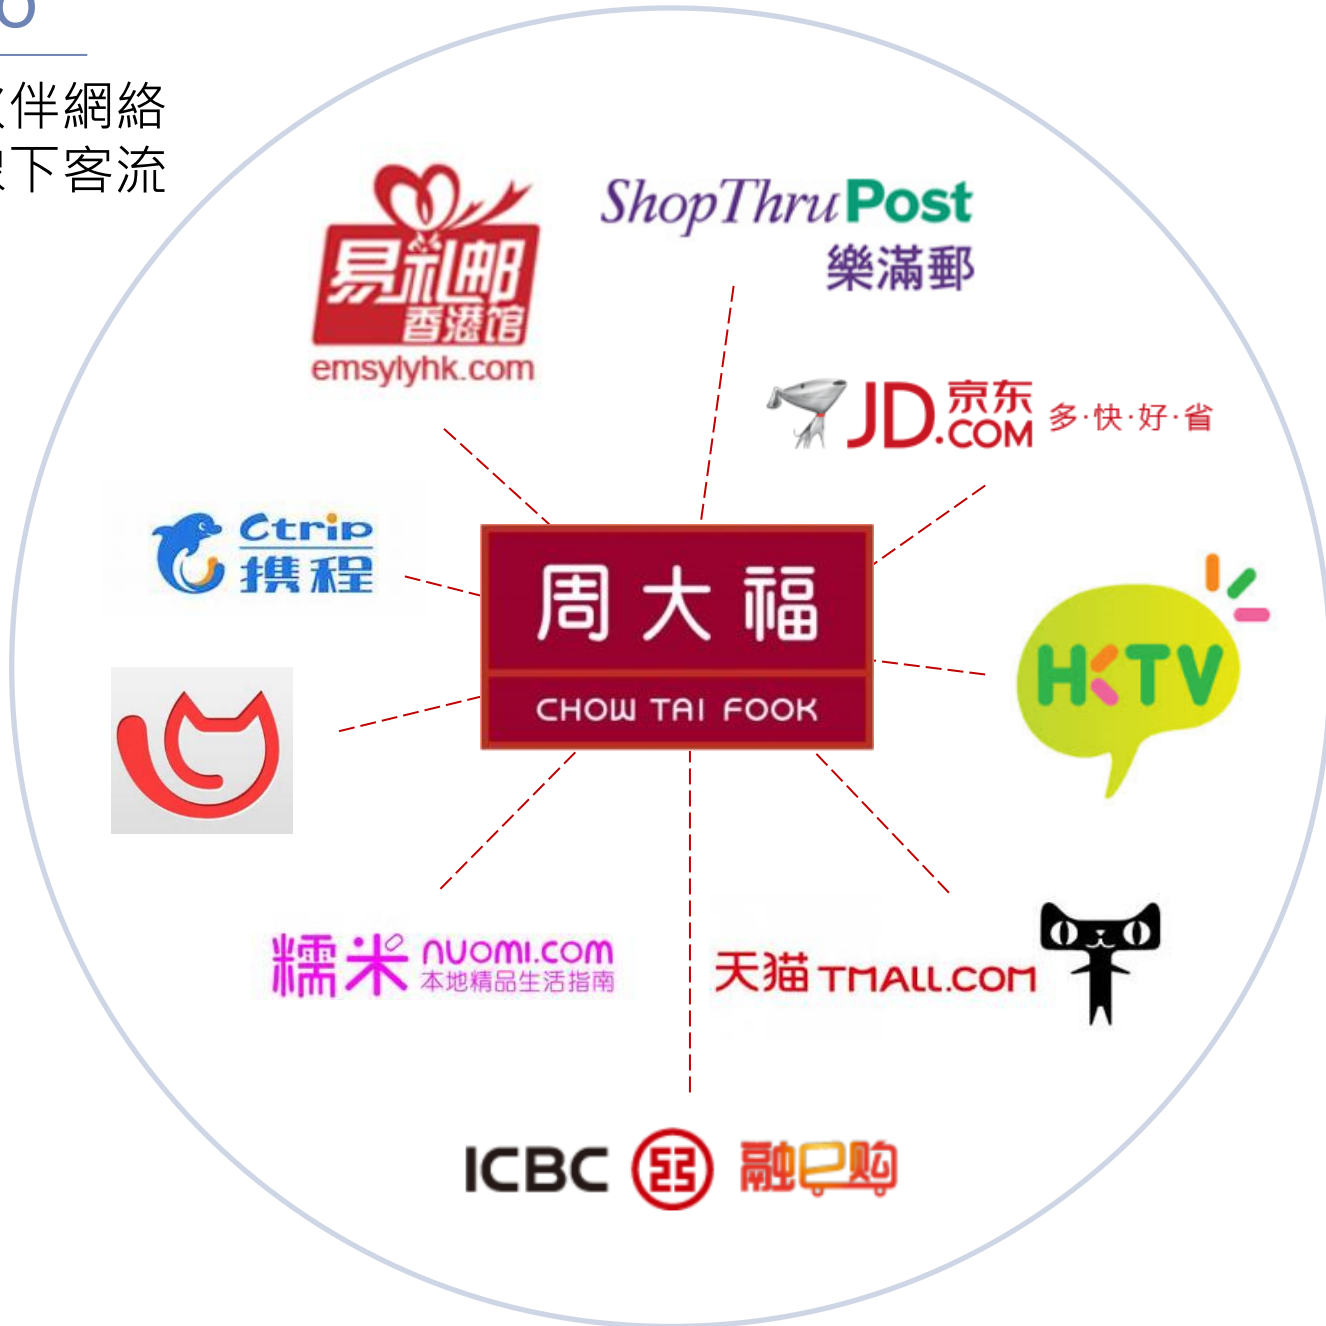 伴網絡
下客流
易礼邮
香港馆
emsylyhk.com
ShopThruPost
樂滿郵
JD.COM 京东 多·快·好·省
Ctrip
携程
周大福
CHOW TAI FOOK
HKTV
糯米 nuomi.com
本地精品生活指南
天猫 TMALL.COM
ICBC 融e购